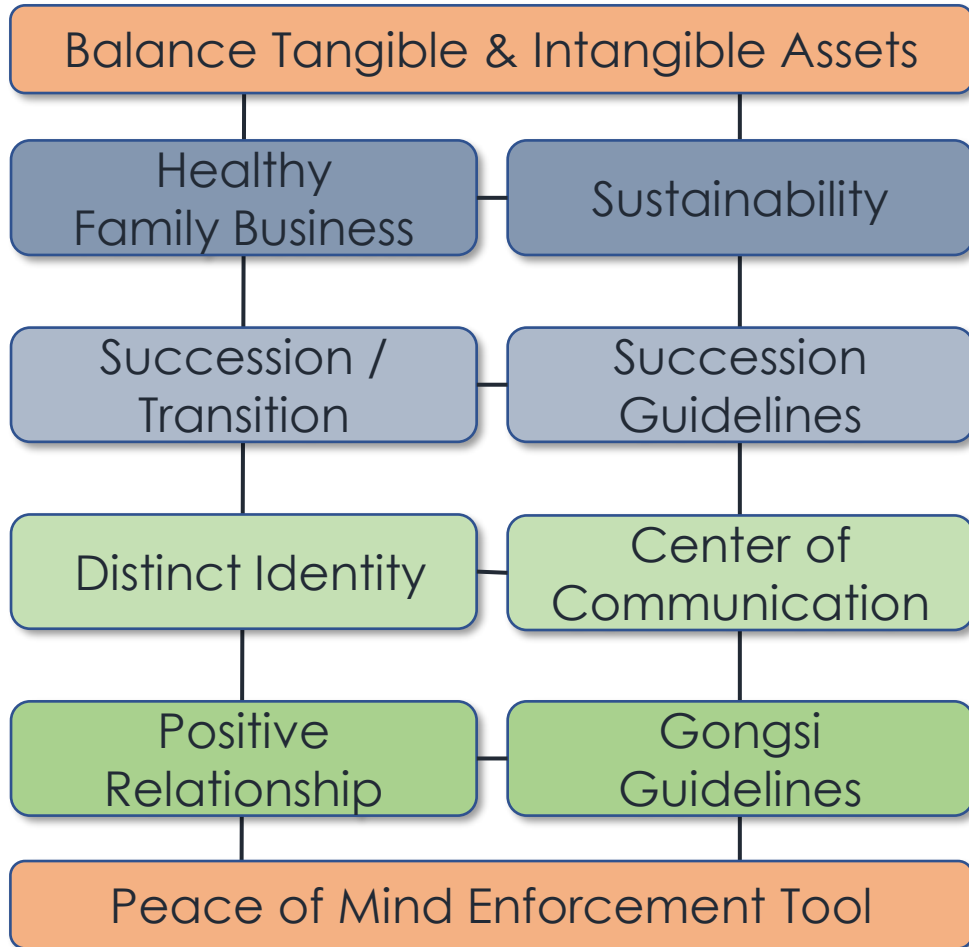 Balance Tangible & Intangible Assets
Healthy
Family Business
Sustainability
Succession /
Transition
Succession
Guidelines
Distinct Identity
Center of
Communication
Positive
Relationship
Gongsi
Guidelines
Peace of Mind Enforcement Tool